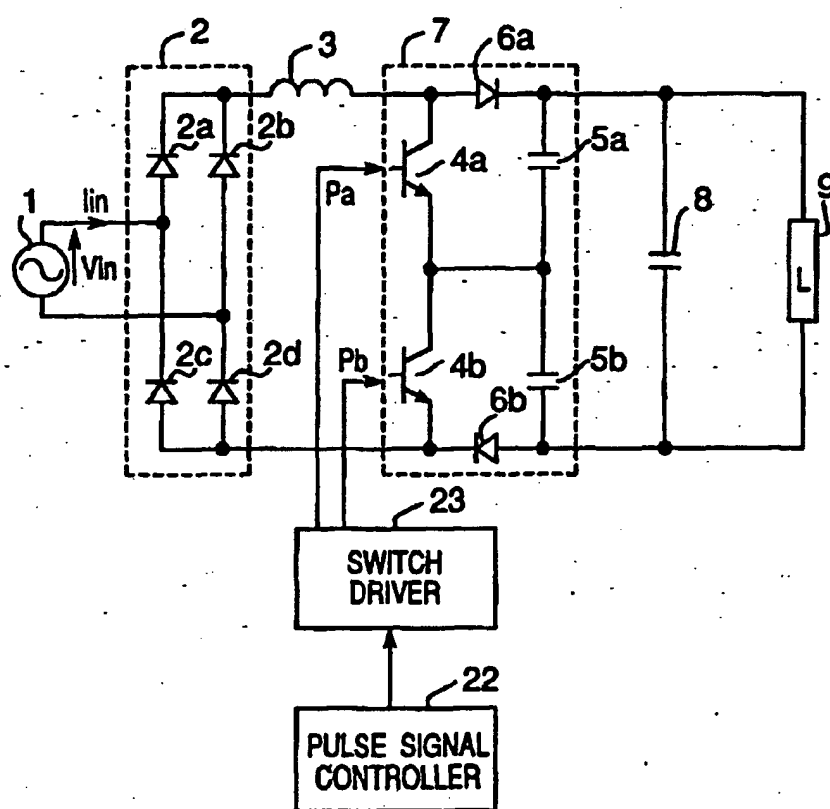 2
3
7
6a
2a
2b
4a
5a
Pa
8
9
1
Iin
Vin
L
2c
2d
Pb
4b
5b
6b
23
SWITCH
DRIVER
22
PULSE SIGNAL
CONTROLLER